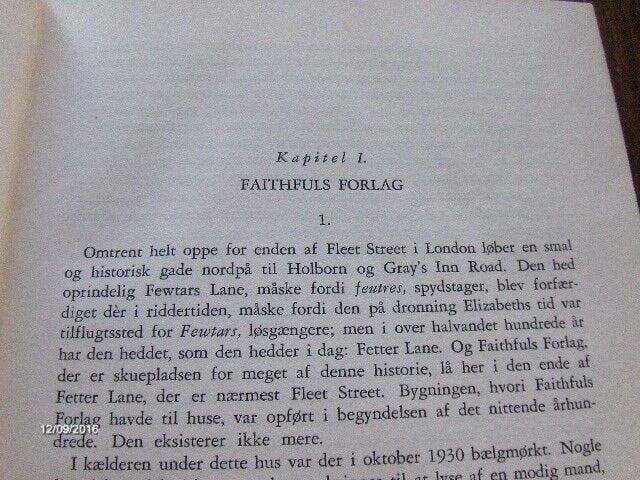 Kapitel I.
FAITHFULS FORLAG
1.
Omtrent helt oppe for enden af Fleet Street i London løber en smal
og historisk gade nordpå til Holborn og Gray's Inn Road. Den hed
oprindelig Fewtars Lane, måske fordi feutres, spydstager, blev forfær-
diget dèr i riddertiden, måske fordi den på dronning Elizabeths tid var
tilflugtssted for Fewtars, løsgængere; men i over halvandet hundrede år
har den heddet, som den hedder i dag: Fetter Lane. Og Faithfuls Forlag,
der er skuepladsen for meget af denne historie, lå her i den ende af
Fetter Lane, der er nærmest Fleet Street. Bygningen, hvori Faithfuls
Forlag havde til huse, var opført i begyndelsen af det nittende århun-
drede. Den eksisterer ikke mere.
I kælderen under dette hus var der i oktober 1930 bælgmørkt. Nogle
til at lyse af en modig mand,
12/09/2016